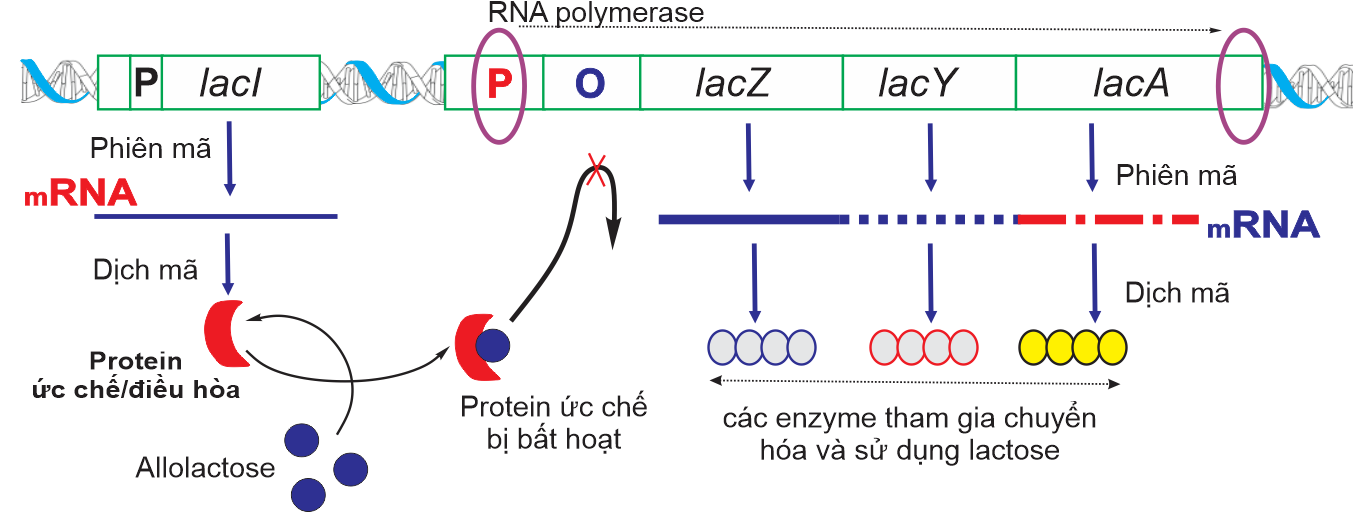 RNA polymerase
P lacI P O lacZ lacY lacA
Phiên mã
mRNA
Phiên mã
mRNA
Dịch mã
Dịch mã
Protein
ức chế/điều hòa
Protein ức chế
bị bất hoạt
các enzyme tham gia chuyển
hóa và sử dụng lactose
Allolactose